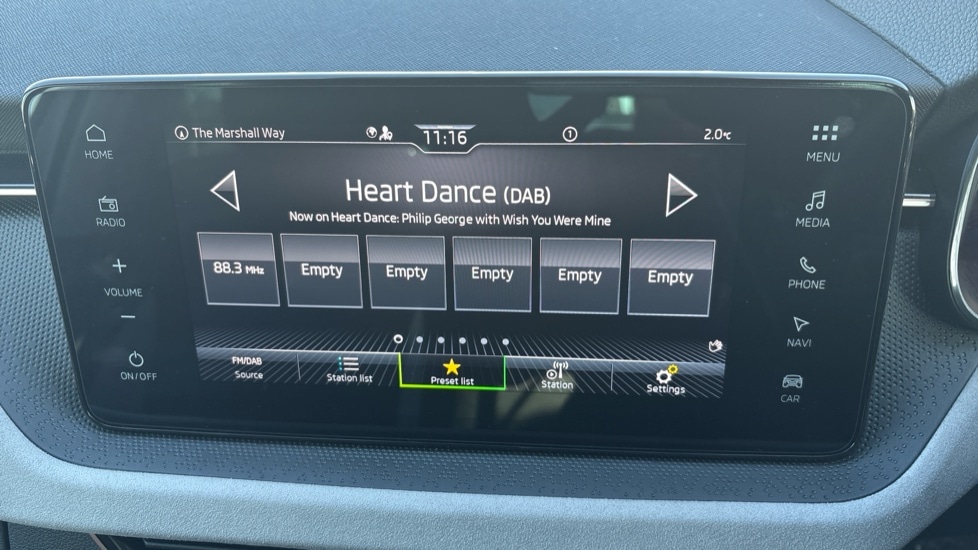 The Marshall Way
11:16
1
2.0°C
HOME
RADIO
+
VOLUME
−
ON/OFF
Heart Dance (DAB)
Now on Heart Dance: Philip George with Wish You Were Mine
88.3 MHz
Empty
Empty
Empty
Empty
Empty
FM/DAB
Source
Station list
Preset list
Station
Settings
MENU
MEDIA
PHONE
NAVI
CAR